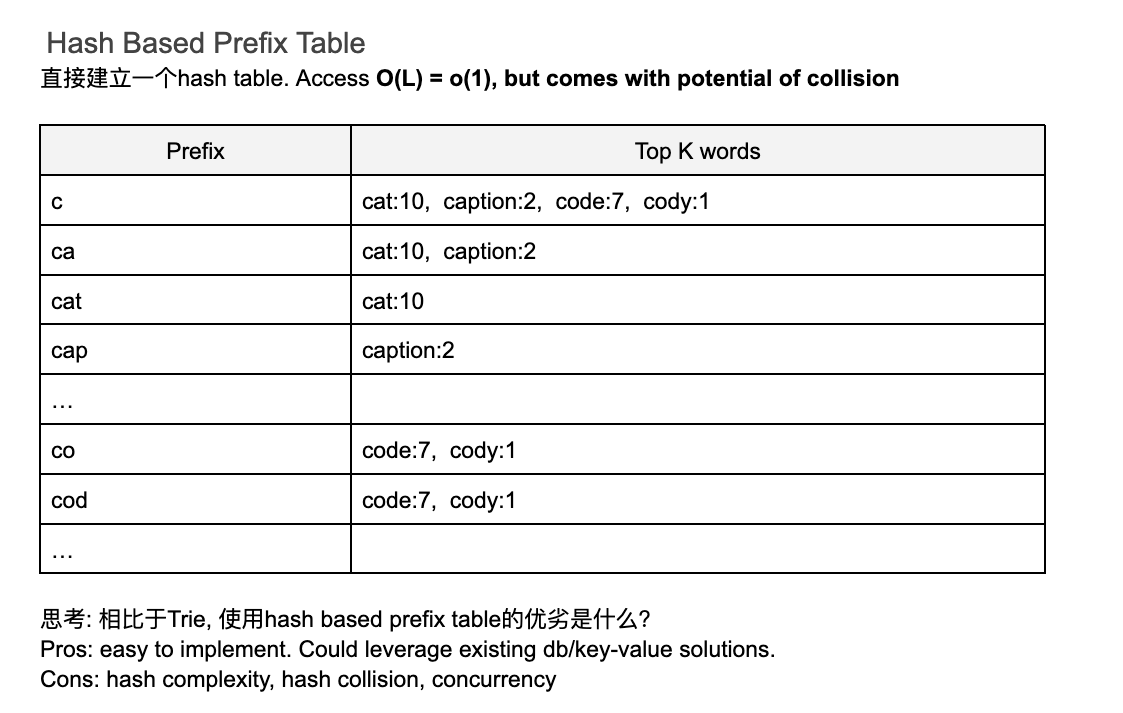 Hash Based Prefix Table
直接建立一个hash table. Access O(L) = o(1), but comes with potential of collision
Prefix Top K words
c cat:10, caption:2, code:7, cody:1
ca cat:10, caption:2
cat cat:10
cap caption:2
…
co code:7, cody:1
cod code:7, cody:1
…
思考: 相比于Trie, 使用hash based prefix table的优劣是什么?
Pros: easy to implement. Could leverage existing db/key-value solutions.
Cons: hash complexity, hash collision, concurrency